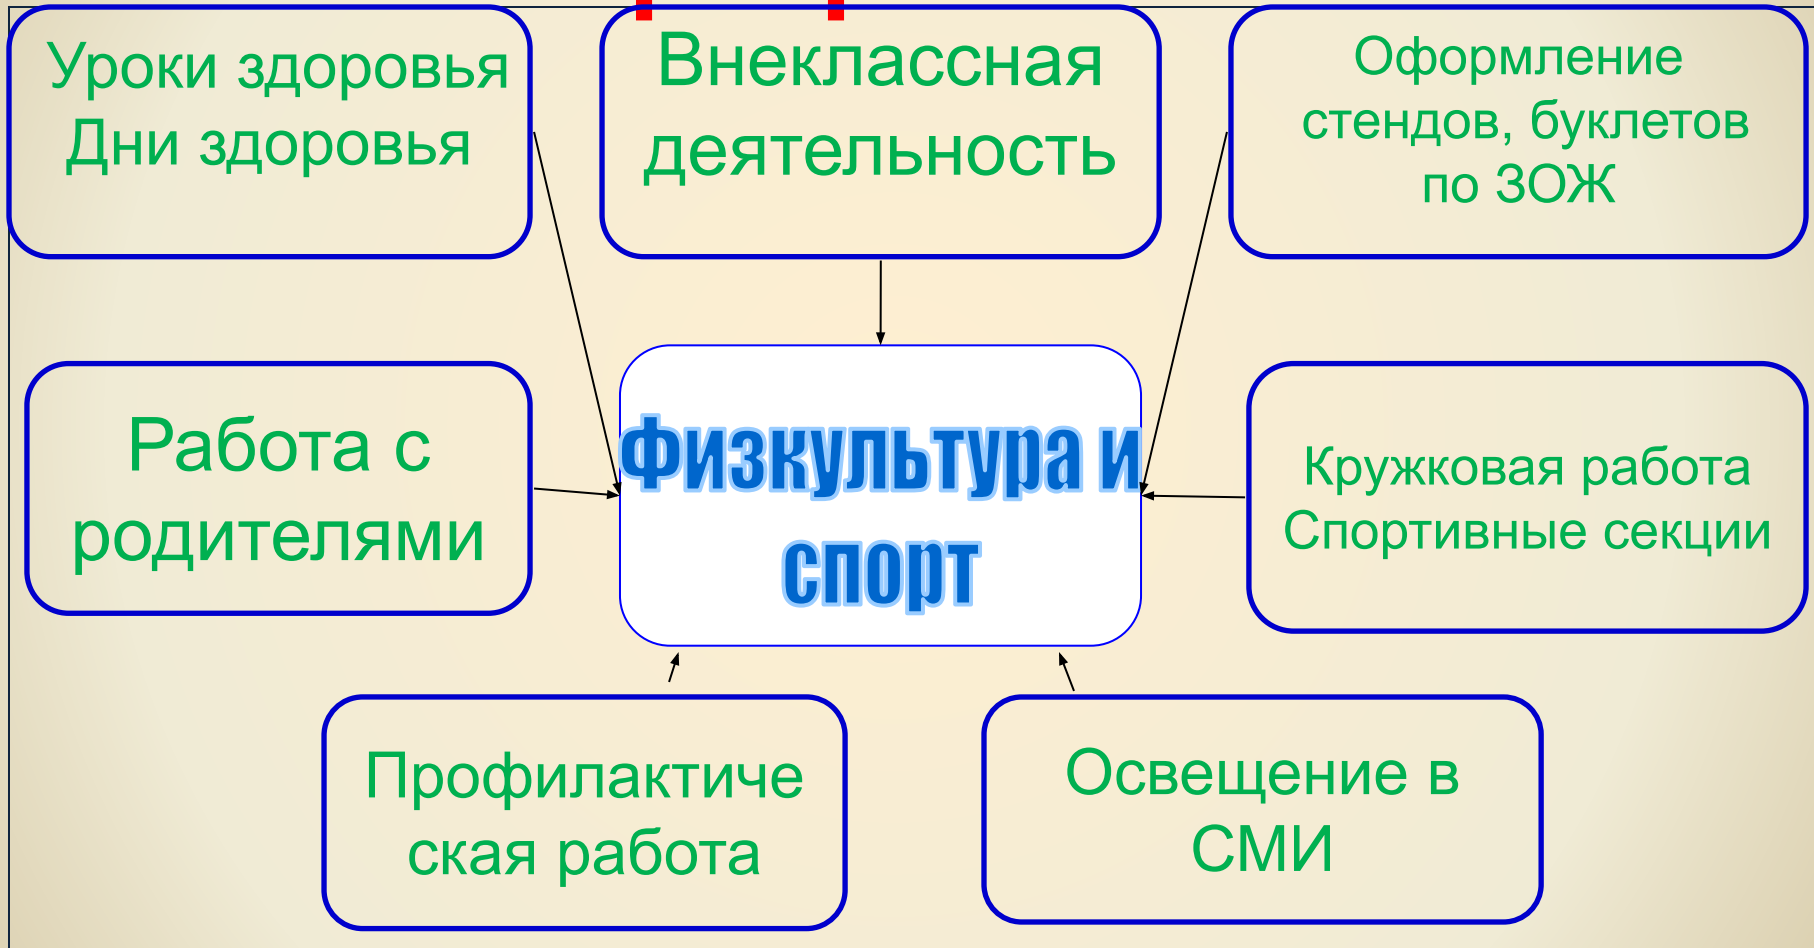 Уроки здоровья
Дни здоровья
Внеклассная
деятельность
Оформление
стендов, буклетов
по ЗОЖ
Работа с
родителями
Физкультура и
спорт
Кружковая работа
Спортивные секции
Профилактиче
ская работа
Освещение в
СМИ